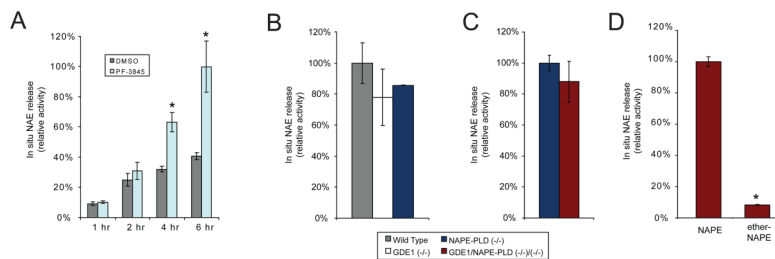 A
In situ NAE release
(relative activity)
120%
100%
80%
60%
40%
20%
0%
DMSO
PF-3845
*
*
1 hr
2 hr
4 hr
6 hr
B
In situ NAE release
(relative activity)
120%
100%
80%
60%
40%
20%
0%
C
In situ NAE release
(relative activity)
120%
100%
80%
60%
40%
20%
0%
D
In situ NAE release
(relative activity)
120%
100%
80%
60%
40%
20%
0%
*
NAPE
ether-
NAPE
Wild Type
NAPE-PLD (-/-)
GDE1 (-/-)
GDE1/NAPE-PLD (-/-)/(-/-)